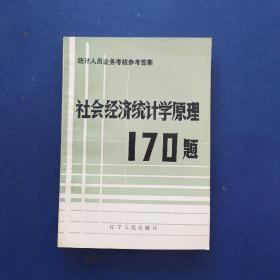 统计人员业务考核参考答案
社会经济统计学原理
170题
辽宁人民出版社